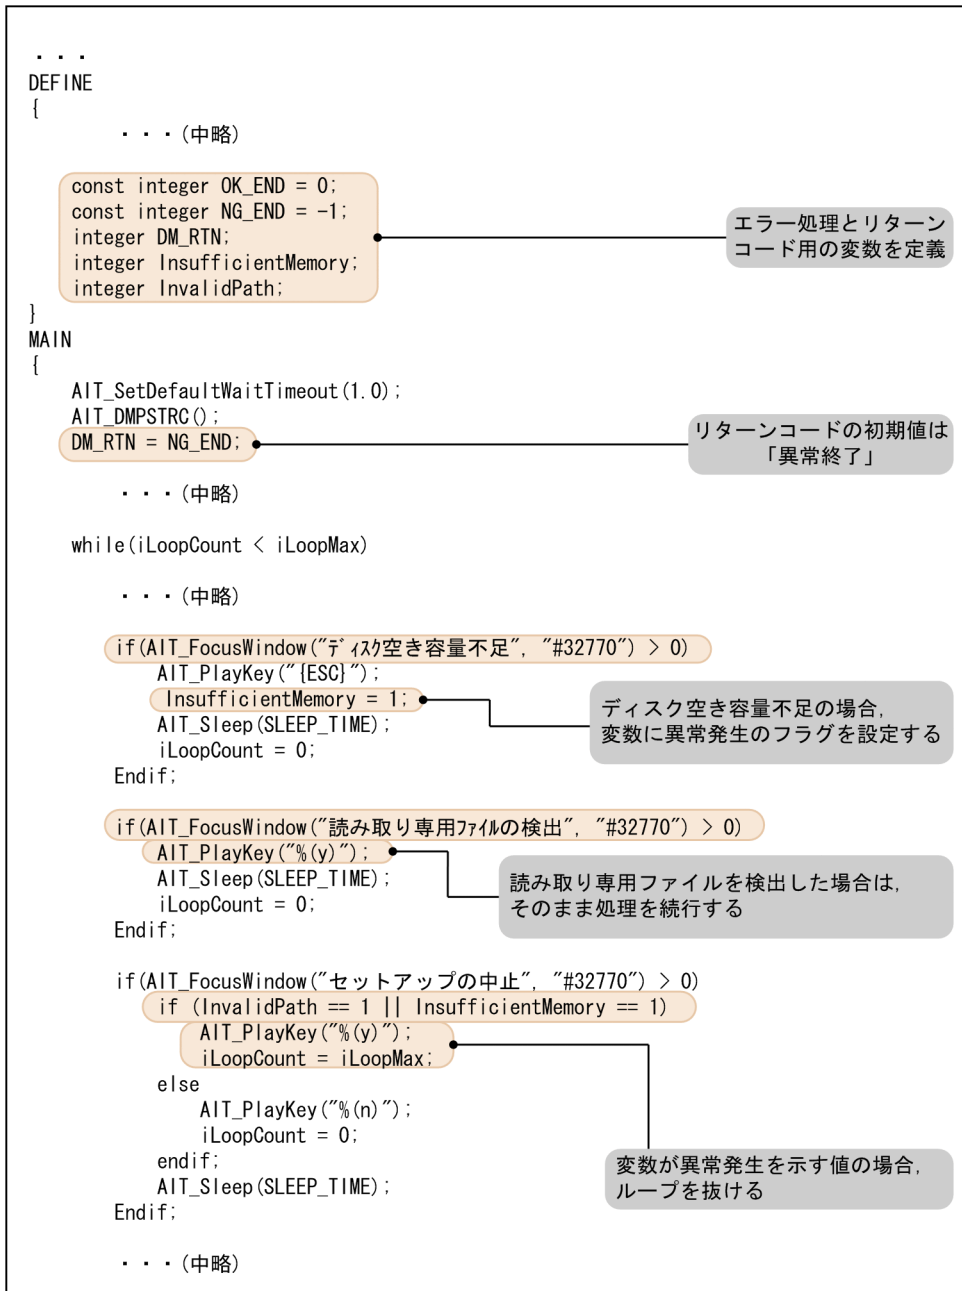 ・・・
DEFINE
{
・・・(中略)
const integer OK_END = 0;
const integer NG_END = -1;
integer DM_RTN;
integer InsufficientMemory;
integer InvalidPath;
エラー処理とリターン
コード用の変数を定義
}
MAIN
{
AIT_SetDefaultWaitTimeout(1.0);
AIT_DMPSTRC();
DM_RTN = NG_END;
リターンコードの初期値は
「異常終了」
・・・(中略)
while(iLoopCount < iLoopMax)
・・・(中略)
if(AIT_FocusWindow("ﾃﾞｨｽｸ空き容量不足", "#32770") > 0)
AIT_PlayKey("{ESC}");
InsufficientMemory = 1;
AIT_Sleep(SLEEP_TIME);
iLoopCount = 0;
Endif;
ディスク空き容量不足の場合,
変数に異常発生のフラグを設定する
if(AIT_FocusWindow("読み取り専用ﾌｧｲﾙの検出", "#32770") > 0)
AIT_PlayKey("%(y)");
AIT_Sleep(SLEEP_TIME);
iLoopCount = 0;
Endif;
読み取り専用ファイルを検出した場合は,
そのまま処理を続行する
if(AIT_FocusWindow("セットアップの中止", "#32770") > 0)
if (InvalidPath == 1 || InsufficientMemory == 1)
AIT_PlayKey("%(y)");
iLoopCount = iLoopMax;
else
AIT_PlayKey("%(n)");
iLoopCount = 0;
endif;
AIT_Sleep(SLEEP_TIME);
Endif;
変数が異常発生を示す値の場合,
ループを抜ける
・・・(中略)